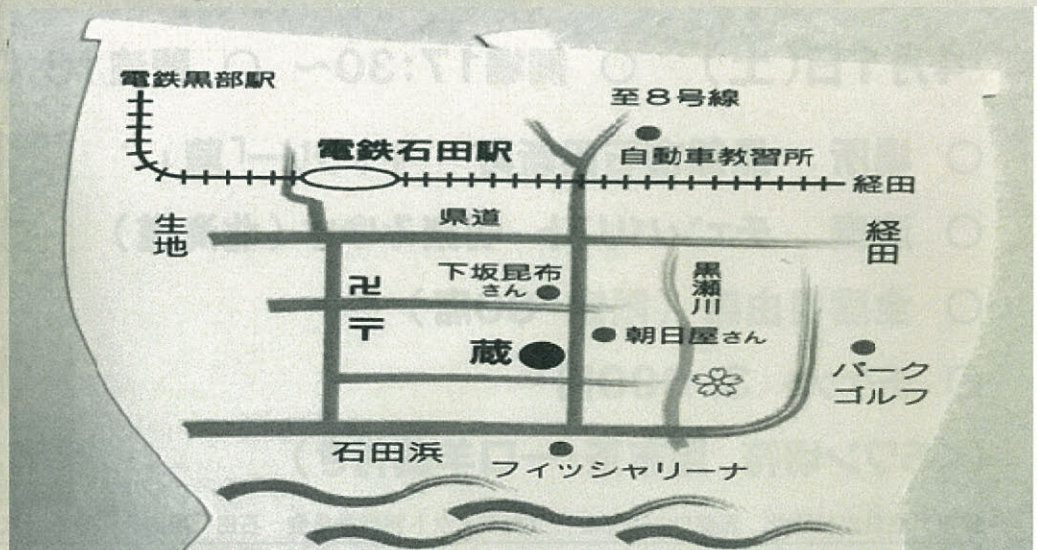 電鉄黒部駅
至8号線
電鉄石田駅
自動車教習所
経田
県道
生地
経田
下坂昆布
さん
黒瀬川
卍
〒
朝日屋さん
蔵
パーク
ゴルフ
石田浜
フィッシャリーナ